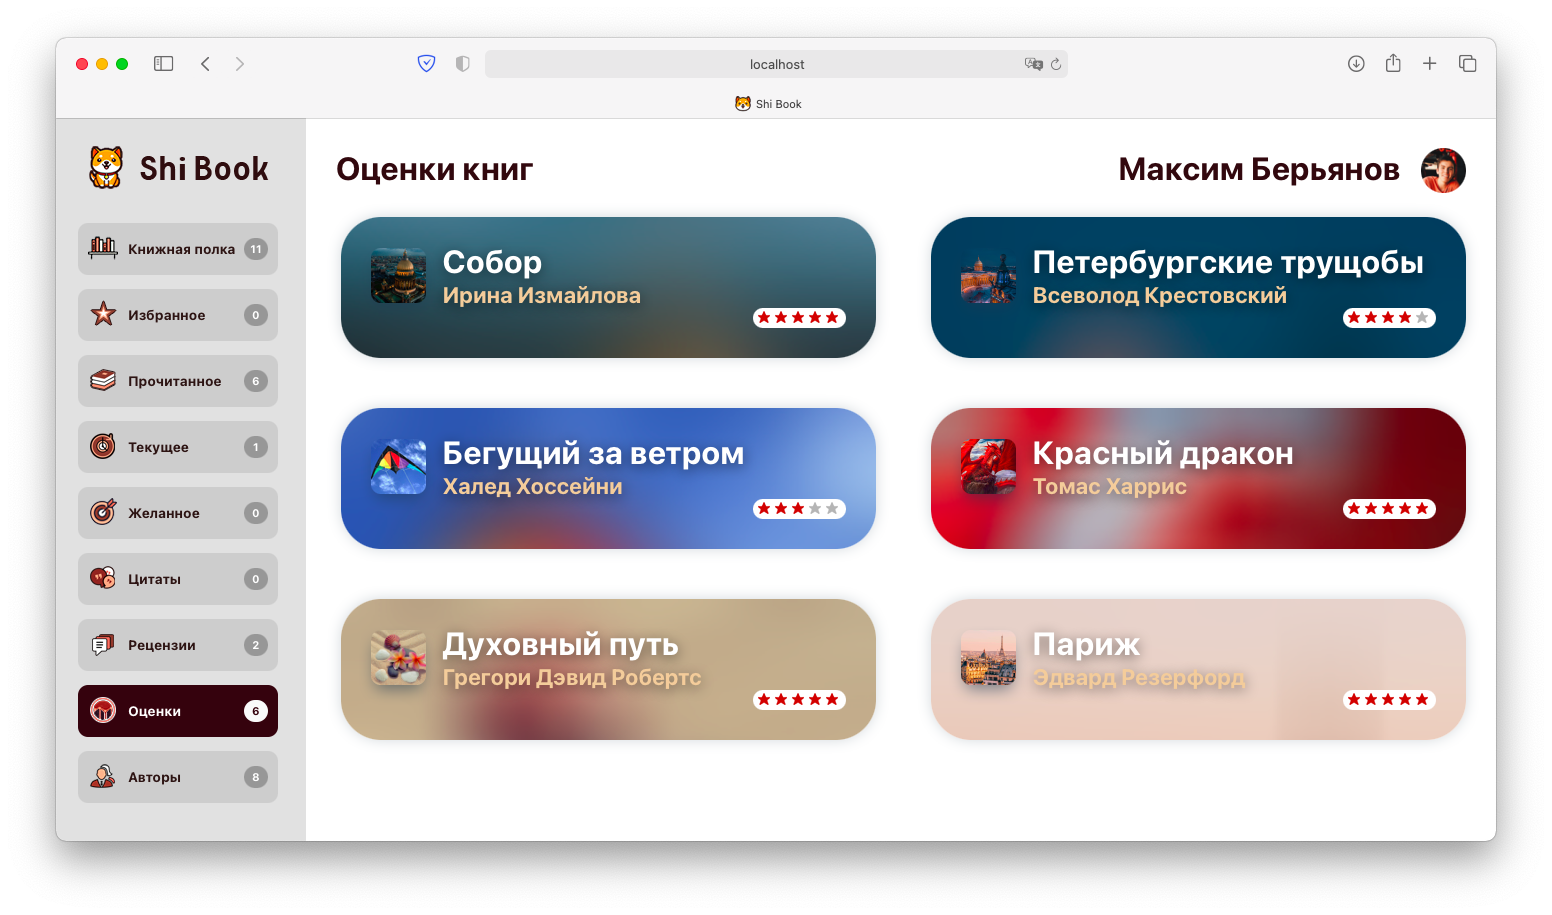 localhost
Shi Book
Shi Book
Книжная полка 11
Избранное 0
Прочитанное 6
Текущее 1
Желанное 0
Цитаты 0
Рецензии 2
Оценки 6
Авторы 8
Оценки книг
Максим Берьянов
Собор
Ирина Измайлова
Петербургские трущобы
Всеволод Крестовский
Бегущий за ветром
Халед Хоссейни
Красный дракон
Томас Харрис
Духовный путь
Грегори Дэвид Робертс
Париж
Эдвард Резерфорд